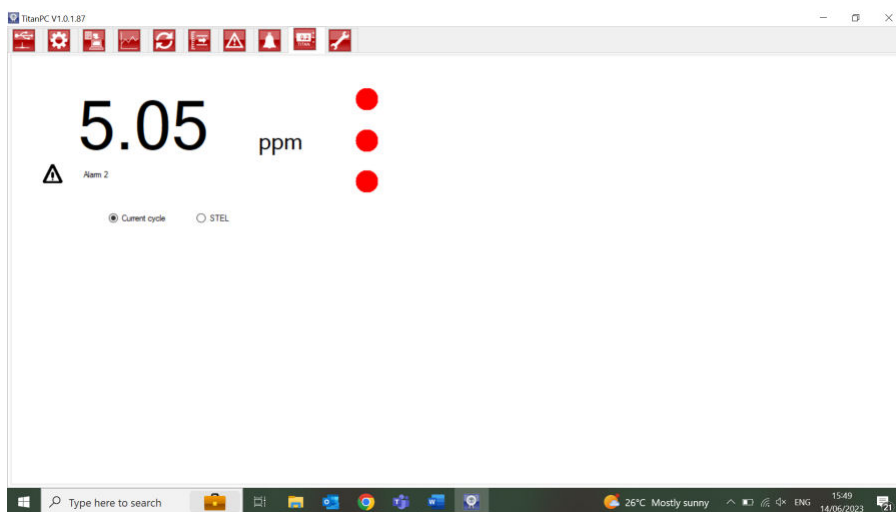 TitanPC V1.0.1.87
5.05
ppm
Alarm 2
Current cycle
STEL
Type here to search
26°C Mostly sunny
ENG
15:49
14/06/2023
21